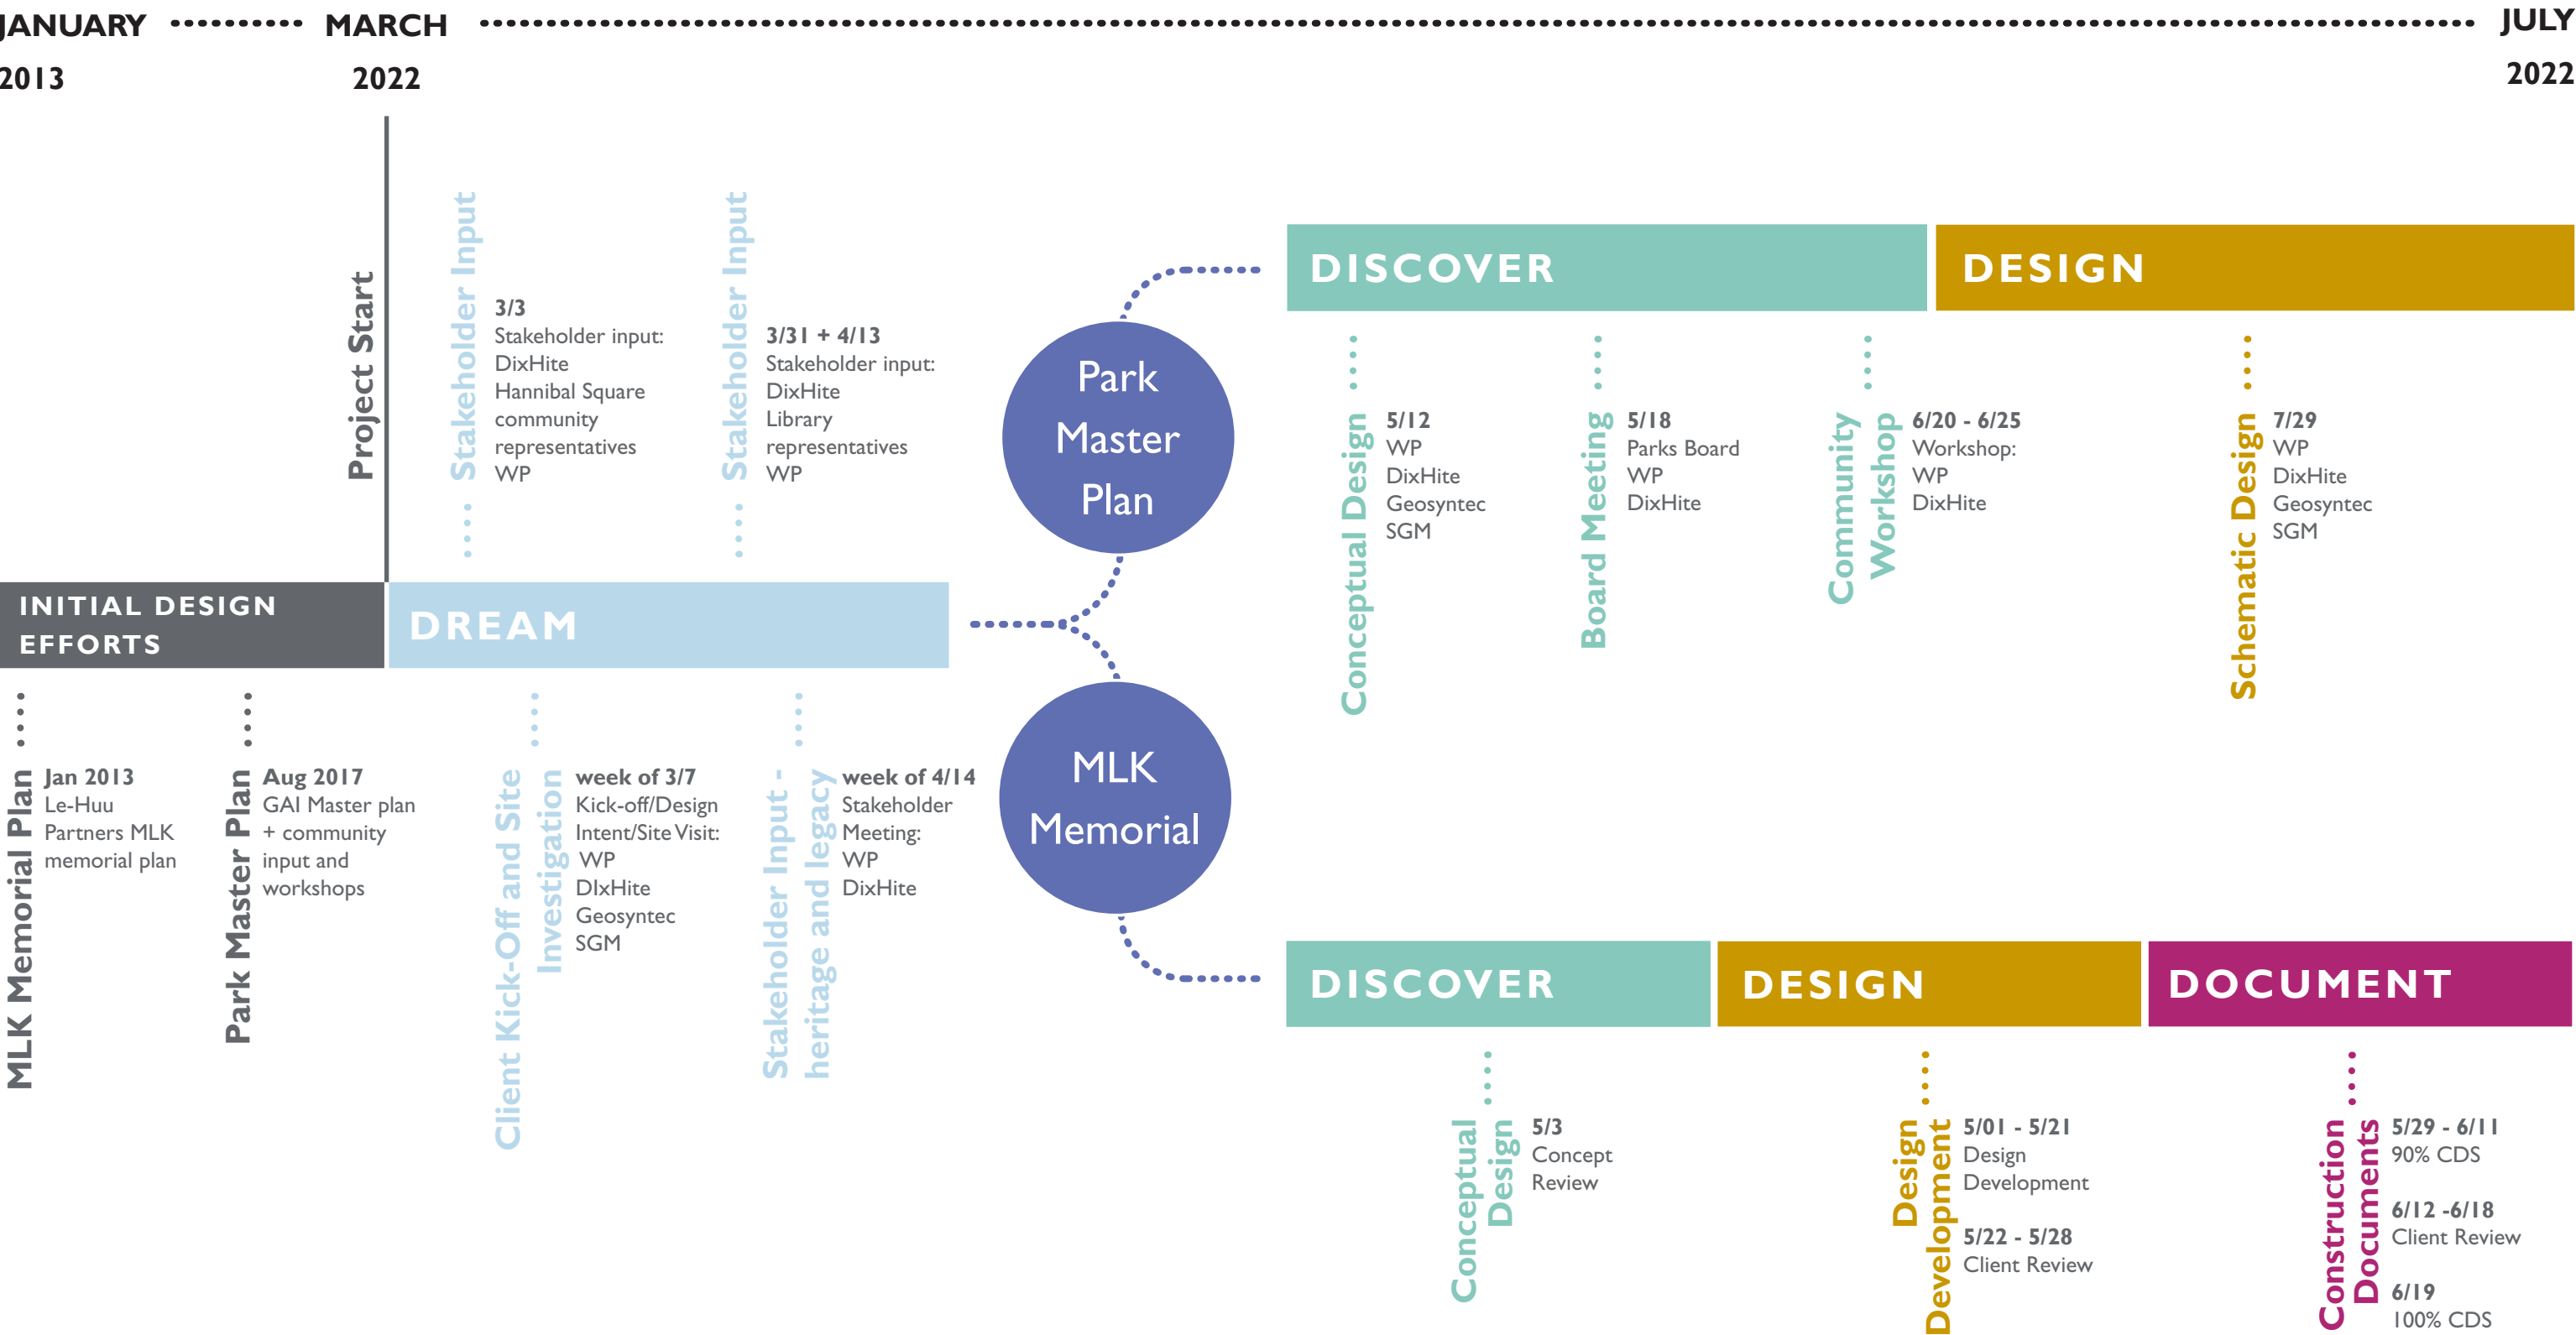 JANUARY
2013
MARCH
2022
JULY
2022
Project Start
Stakeholder Input
3/3
Stakeholder input:
DixHite
Hannibal Square
community
representatives
WP
Stakeholder Input
3/31 + 4/13
Stakeholder input:
DixHite
Library
representatives
WP
INITIAL DESIGN
EFFORTS
DREAM
MLK Memorial Plan
Jan 2013
Le-Huu
Partners MLK
memorial plan
Park Master Plan
Aug 2017
GAI Master plan
+ community
input and
workshops
Client Kick-Off and Site
Investigation
week of 3/7
Kick-off/Design
Intent/Site Visit:
WP
DIxHite
Geosyntec
SGM
Stakeholder Input -
heritage and legacy
week of 4/14
Stakeholder
Meeting:
WP
DixHite
Park
Master
Plan
DISCOVER
DESIGN
Conceptual Design
5/12
WP
DixHite
Geosyntec
SGM
Board Meeting
5/18
Parks Board
WP
DixHite
Community
Workshop
6/20 - 6/25
Workshop:
WP
DixHite
Schematic Design
7/29
WP
DixHite
Geosyntec
SGM
MLK
Memorial
DISCOVER
DESIGN
DOCUMENT
Conceptual
Design
5/3
Concept
Review
Design
Development
5/01 - 5/21
Design
Development
5/22 - 5/28
Client Review
Construction
Documents
5/29 - 6/11
90% CDS
6/12 -6/18
Client Review
6/19
100% CDS